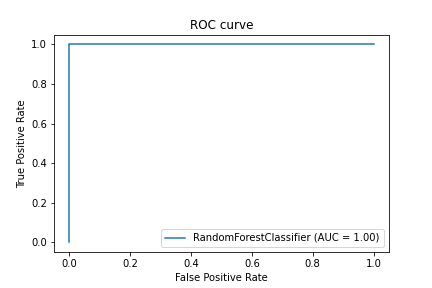 ROC curve
1.0
0.8
0.6
0.4
0.2
0.0
True Positive Rate
RandomForestClassifier (AUC = 1.00)
0.0 0.2 0.4 0.6 0.8 1.0
False Positive Rate